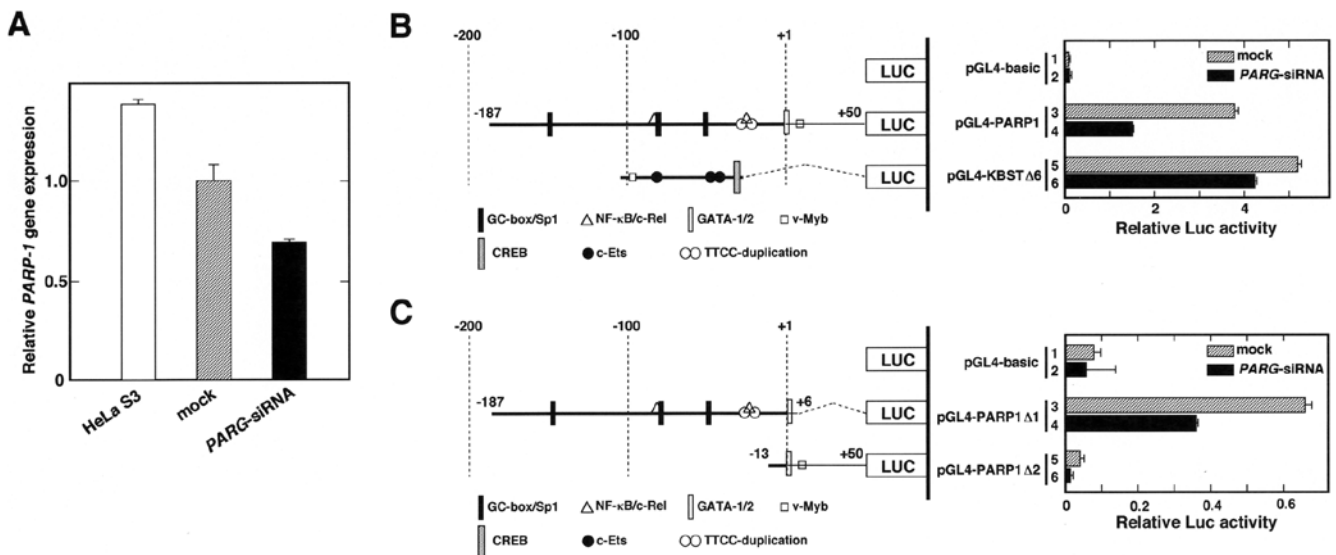 A
Relative PARP-1 gene expression
1.0
0.5
0
HeLa S3
mock
PARG-siRNA
B
-200
-100
+1
LUC
-187
+50
LUC
LUC
GC-box/Sp1
NF-κB/c-Rel
GATA-1/2
v-Myb
CREB
c-Ets
TTCC-duplication
pGL4-basic
1
2
pGL4-PARP1
3
4
pGL4-KBSTΔ6
5
6
mock
PARG-siRNA
0
2
4
Relative Luc activity
C
-200
-100
+1
LUC
-187
+6
LUC
-13
+50
LUC
GC-box/Sp1
NF-κB/c-Rel
GATA-1/2
v-Myb
CREB
c-Ets
TTCC-duplication
pGL4-basic
1
2
pGL4-PARP1Δ1
3
4
pGL4-PARP1Δ2
5
6
mock
PARG-siRNA
0
0.2
0.4
0.6
Relative Luc activity